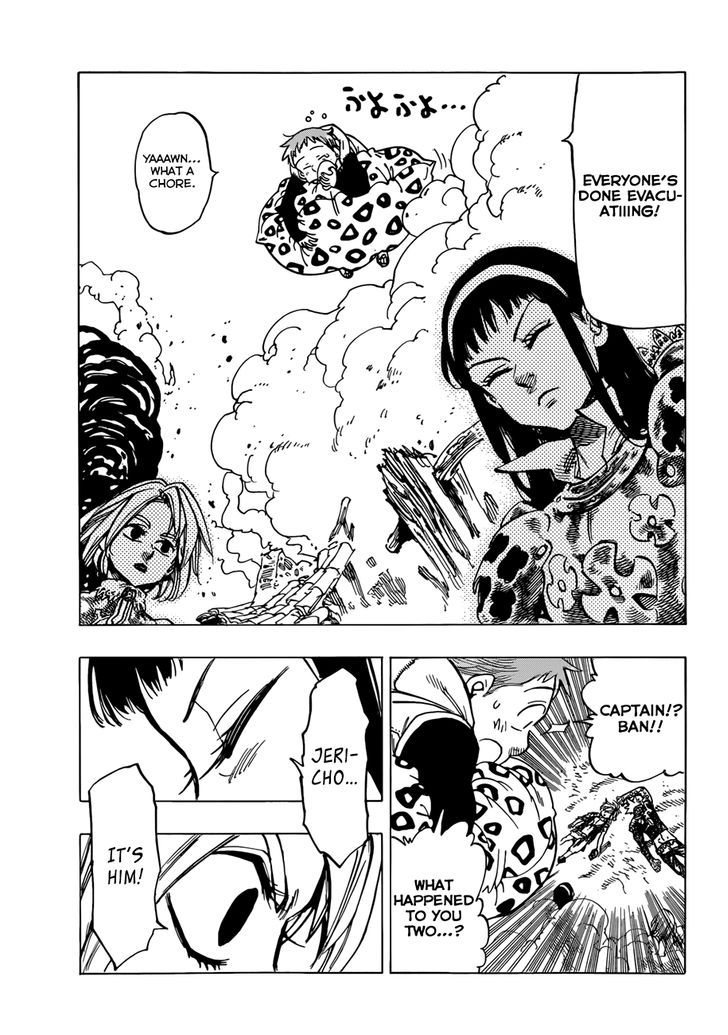 EVERYONE'S
DONE EVACU-
ATIIING!
ふよふよ...
YAAAWN...
WHAT A
CHORE.
CAPTAIN!?
BAN!!
WHAT
HAPPENED
TO YOU
TWO...?
JERI-
CHO...
IT'S
HIM!